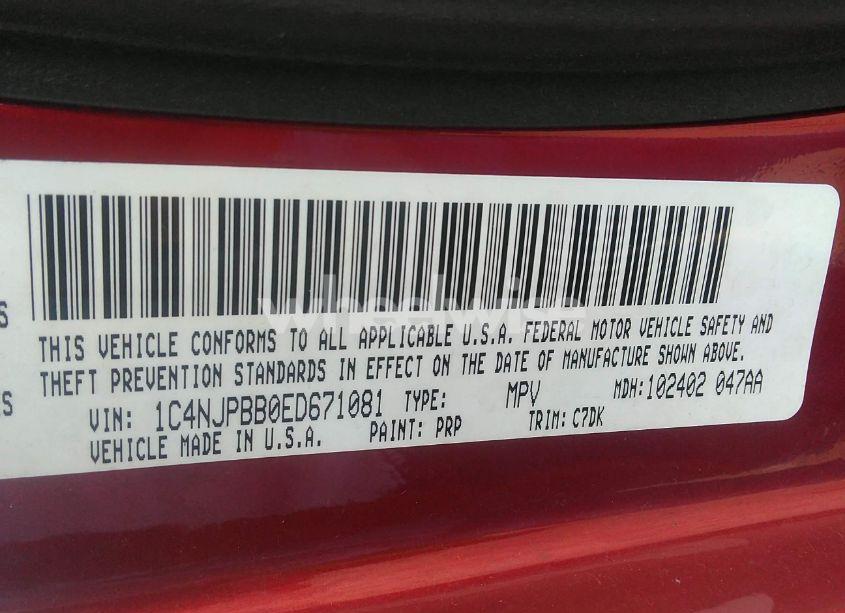 S
THIS VEHICLE CONFORMS TO ALL APPLICABLE U.S.A. FEDERAL MOTOR VEHICLE SAFETY AND
THEFT PREVENTION STANDARDS IN EFFECT ON THE DATE OF MANUFACTURE SHOWN ABOVE.
S
VIN: 1C4NJPBB0ED671081 TYPE: MPV MDH:102402 047AA
VEHICLE MADE IN U.S.A. PAINT: PRP TRIM: C7DK
wheelwise